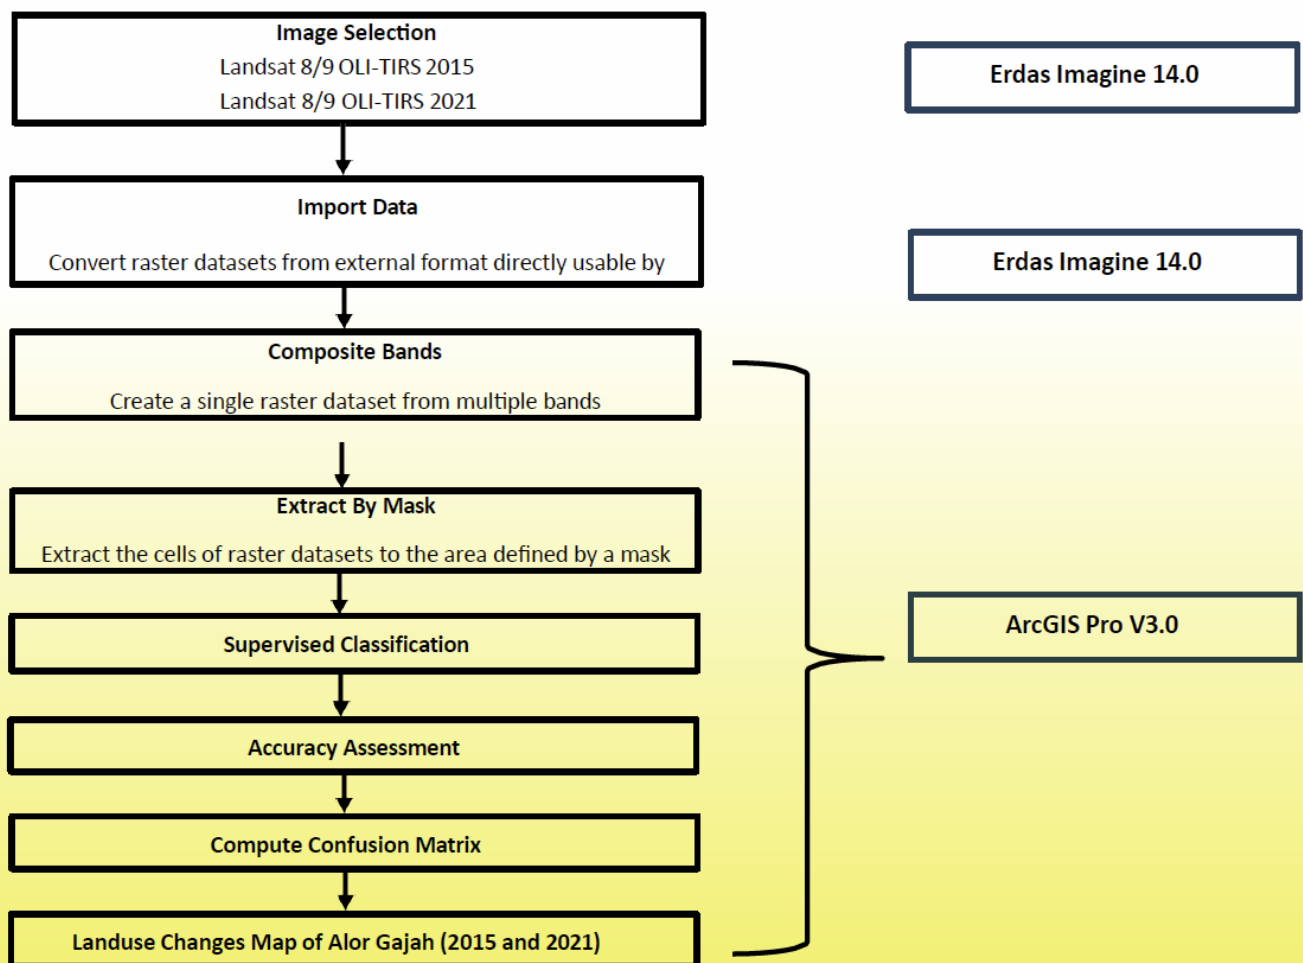 Image Selection
Landsat 8/9 OLI-TIRS 2015
Landsat 8/9 OLI-TIRS 2021
Erdas Imagine 14.0
Import Data
Convert raster datasets from external format directly usable by
Erdas Imagine 14.0
Composite Bands
Create a single raster dataset from multiple bands
Extract By Mask
Extract the cells of raster datasets to the area defined by a mask
Supervised Classification
Accuracy Assessment
Compute Confusion Matrix
Landuse Changes Map of Alor Gajah (2015 and 2021)
ArcGIS Pro V3.0